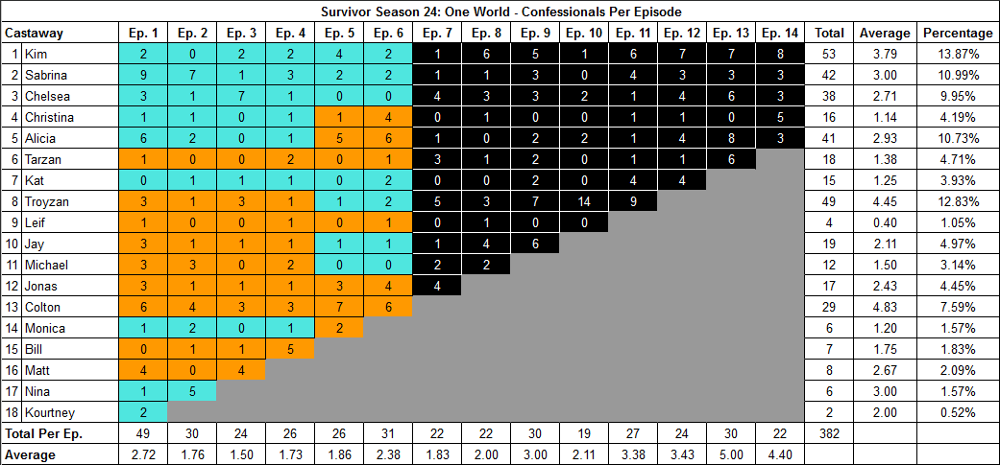 Survivor Season 24: One World - Confessionals Per Episode
Castaway Ep. 1 Ep. 2 Ep. 3 Ep. 4 Ep. 5 Ep. 6 Ep. 7 Ep. 8 Ep. 9 Ep. 10 Ep. 11 Ep. 12 Ep. 13 Ep. 14 Total Average Percentage
1 Kim 2 0 2 2 4 2 1 6 5 1 6 7 7 8 53 3.79 13.87%
2 Sabrina 9 7 1 3 2 2 1 1 3 0 4 3 3 3 42 3.00 10.99%
3 Chelsea 3 1 7 1 0 0 4 3 3 2 1 4 6 3 38 2.71 9.95%
4 Christina 1 1 0 1 1 4 0 1 0 0 1 1 0 5 16 1.14 4.19%
5 Alicia 6 2 0 1 5 6 1 0 2 2 1 4 8 3 41 2.93 10.73%
6 Tarzan 1 0 0 2 0 1 3 1 2 0 1 1 6 18 1.38 4.71%
7 Kat 0 1 1 1 0 2 0 0 2 0 4 4 15 1.25 3.93%
8 Troyzan 3 1 3 1 1 2 5 3 7 14 9 49 4.45 12.83%
9 Leif 1 0 0 1 0 1 0 1 0 0 4 0.40 1.05%
10 Jay 3 1 1 1 1 1 1 4 6 19 2.11 4.97%
11 Michael 3 3 0 2 0 0 2 2 12 1.50 3.14%
12 Jonas 3 1 1 1 3 4 4 17 2.43 4.45%
13 Colton 6 4 3 3 7 6 29 4.83 7.59%
14 Monica 1 2 0 1 2 6 1.20 1.57%
15 Bill 0 1 1 5 7 1.75 1.83%
16 Matt 4 0 4 8 2.67 2.09%
17 Nina 1 5 6 3.00 1.57%
18 Kourtney 2 2 2.00 0.52%
Total Per Ep. 49 30 24 26 26 31 22 22 30 19 27 24 30 22 382
Average 2.72 1.76 1.50 1.73 1.86 2.38 1.83 2.00 3.00 2.11 3.38 3.43 5.00 4.40